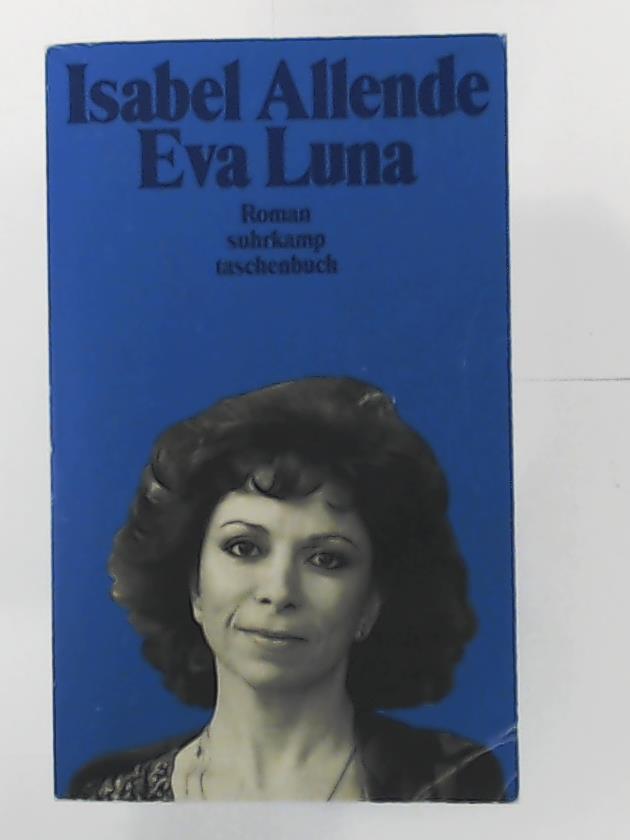 Isabel Allende
Eva Luna
Roman
suhrkamp
taschenbuch